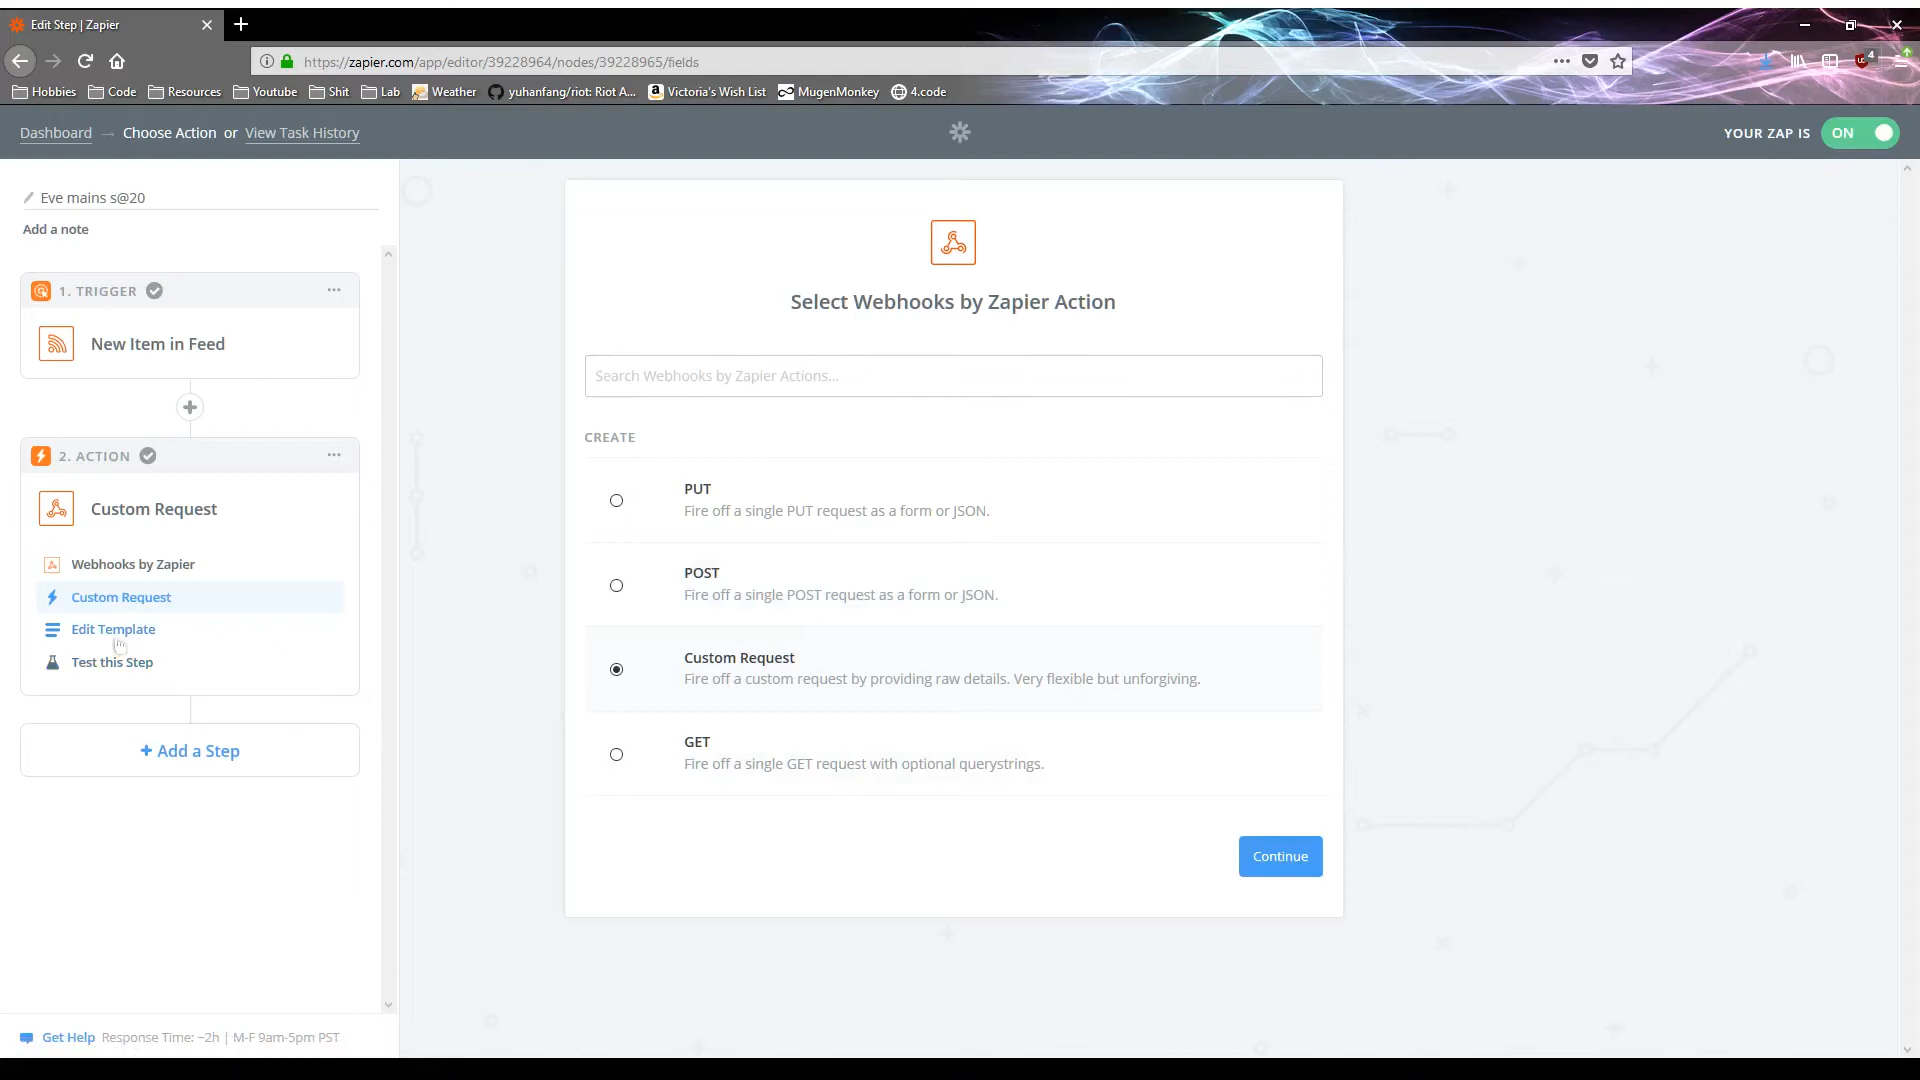 Edit Step | Zapier
https://zapier.com/app/editor/39228964/nodes/39228965/fields
4
Hobbies Code Resources Youtube Shit Lab Weather yuhanfang/riot: Riot A... Victoria's Wish List MugenMonkey 4.code
Dashboard → Choose Action or View Task History
YOUR ZAP IS ON
Eve mains s@20
Add a note
1. TRIGGER
New Item in Feed
2. ACTION
Custom Request
Webhooks by Zapier
Custom Request
Edit Template
Test this Step
+ Add a Step
Get Help Response Time: ~2h | M-F 9am-5pm PST
Select Webhooks by Zapier Action
Search Webhooks by Zapier Actions...
CREATE
PUT
Fire off a single PUT request as a form or JSON.
POST
Fire off a single POST request as a form or JSON.
Custom Request
Fire off a custom request by providing raw details. Very flexible but unforgiving.
GET
Fire off a single GET request with optional querystrings.
Continue